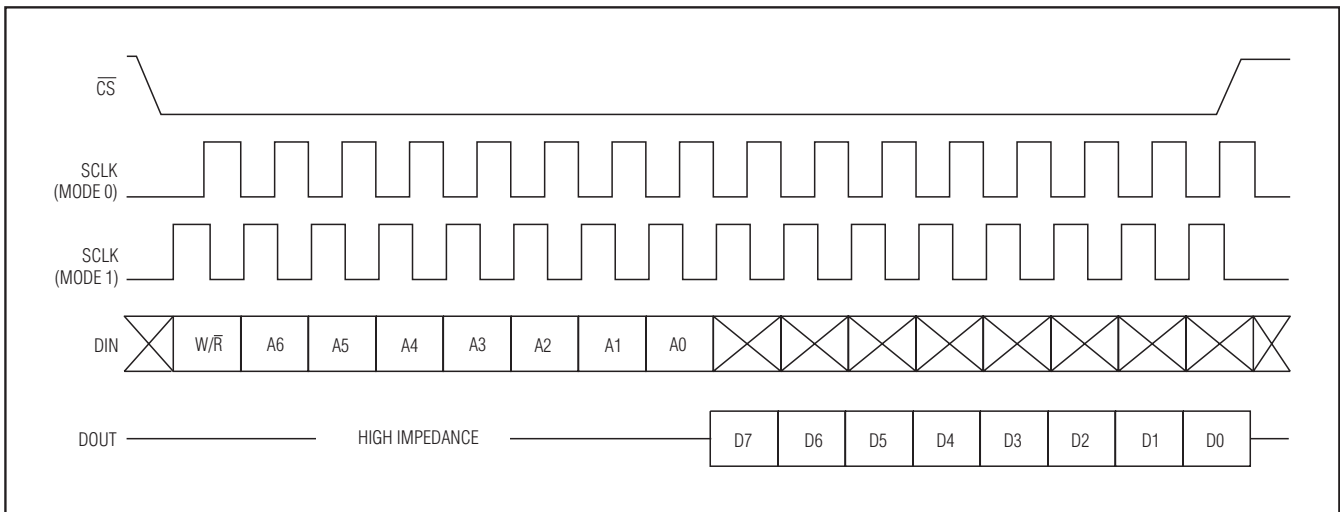 C̅S̅
SCLK
(MODE 0)
SCLK
(MODE 1)
DIN W/R̅ A6 A5 A4 A3 A2 A1 A0
DOUT HIGH IMPEDANCE D7 D6 D5 D4 D3 D2 D1 D0